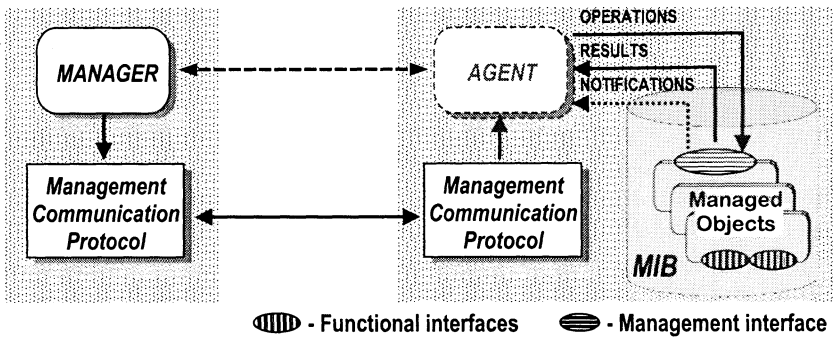 OPERATIONS
MANAGER
AGENT
RESULTS
NOTIFICATIONS
Management
Communication
Protocol
Management
Communication
Protocol
Managed
Objects
MIB
- Functional interfaces
- Management interface